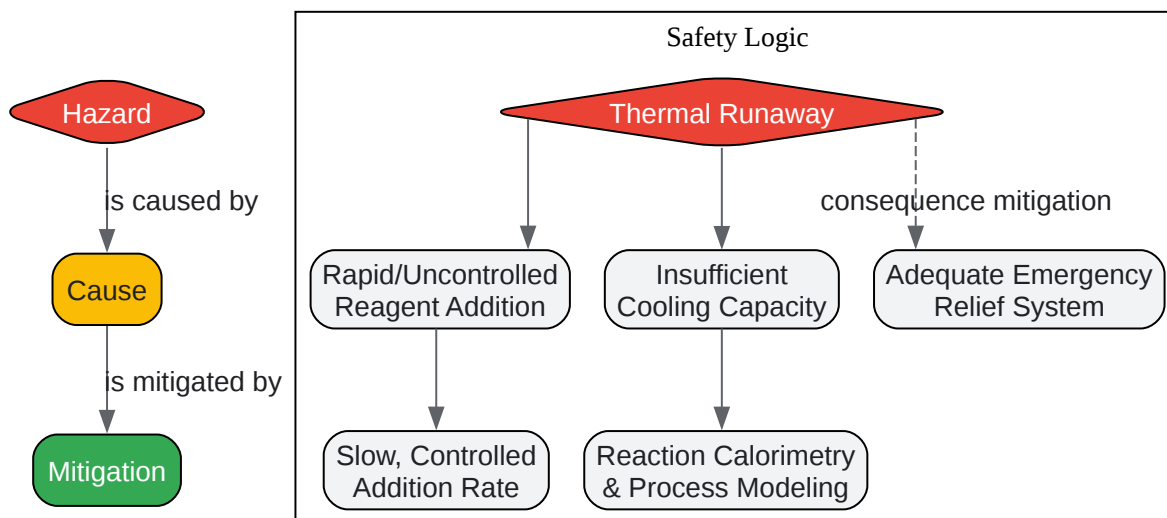 Safety Logic
Hazard
Thermal Runaway
is caused by
consequence mitigation
Cause
Rapid/Uncontrolled
Reagent Addition
Insufficient
Cooling Capacity
Adequate Emergency
Relief System
is mitigated by
Mitigation
Slow, Controlled
Addition Rate
Reaction Calorimetry
& Process Modeling